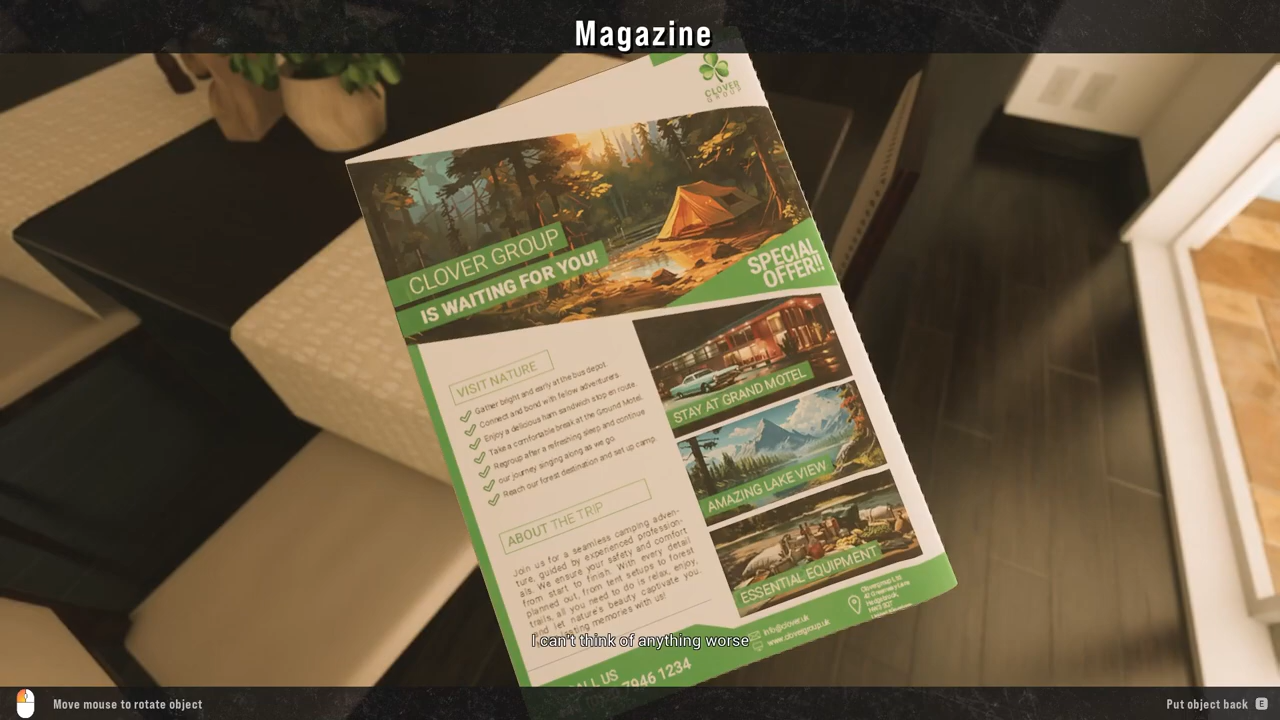 Magazine
CLOVER
GROUP
CLOVER GROUP
IS WAITING FOR YOU!
SPECIAL
OFFER!!
VISIT NATURE
Gather bright and early at the bus depot.
Connect and bond with fellow adventurers.
Enjoy a delicious ham sandwich stop en route.
Take a comfortable break at the Ground Motel.
Regroup after a refreshing sleep and continue
our journey singing along as we go.
Reach our forest destination and set up camp.
STAY AT GRAND MOTEL
AMAZING LAKE VIEW
ESSENTIAL EQUIPMENT
ABOUT THE TRIP
Join us for a seamless camping adven-
ture, guided by experienced profession-
als. We ensure your safety and comfort
from start to finish. With every detail
planned out, from tent setups to forest
trails, all you need to do is relax, enjoy,
and let nature's beauty captivate you.
memories with us!
I can't think of anything worse
CALL US
7946 1234
info@clover.uk
www.clovergroup.uk
Clovergroup Ltd
42 Greenery Lane
Move mouse to rotate object
Put object back E